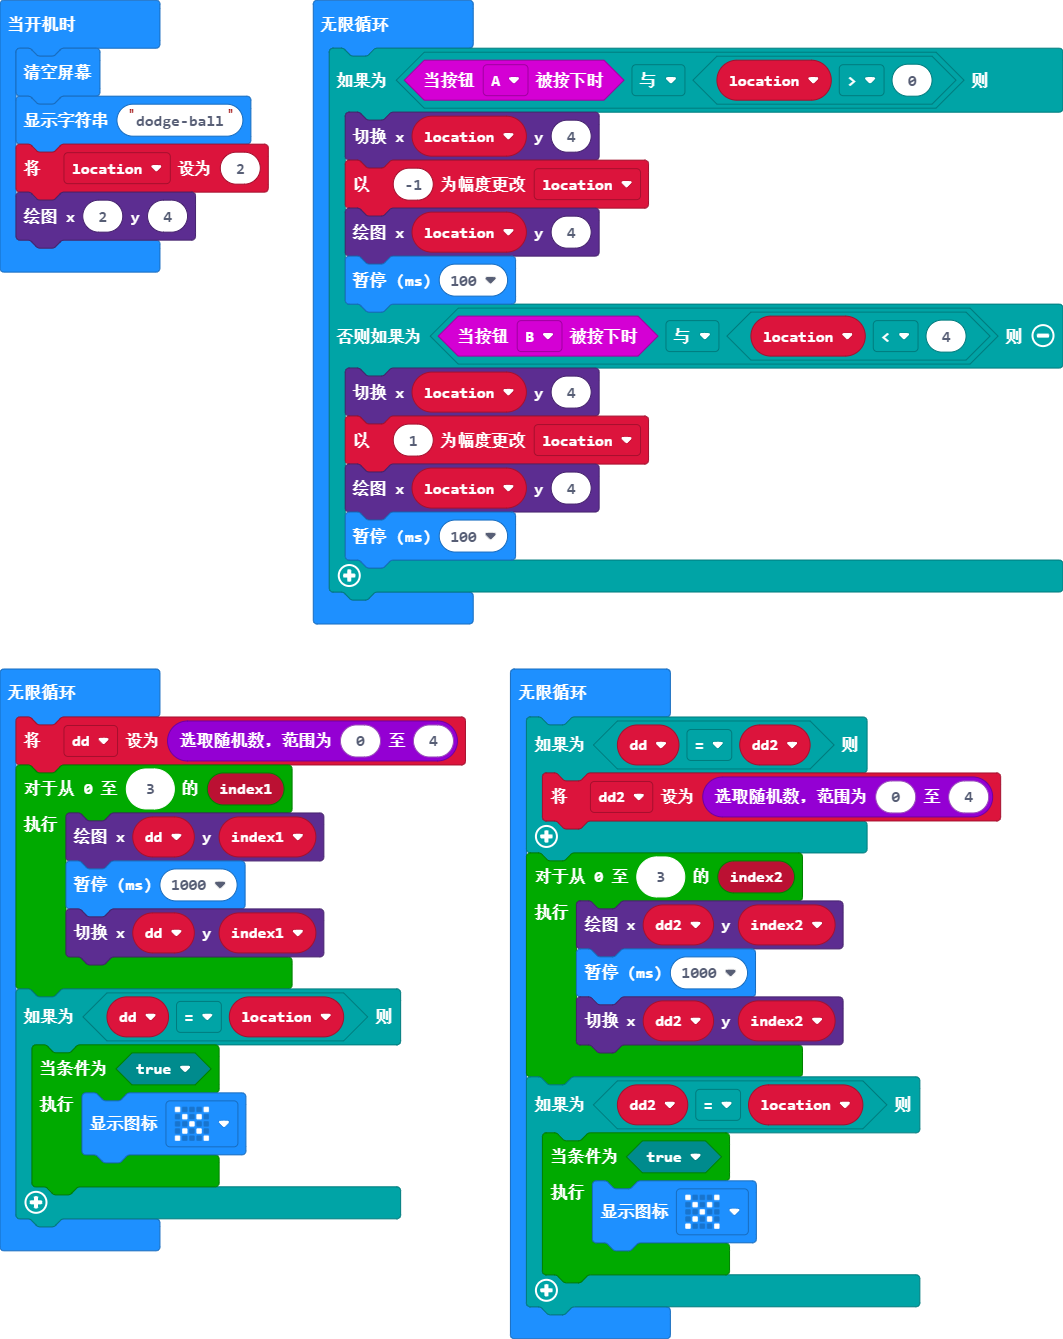 当开机时
清空屏幕
显示字符串 "dodge-ball"
将 location 设为 2
绘图 x 2 y 4
无限循环
如果为 当按钮 A 被按下时 与 location > 0 则
切换 x location y 4
以 -1 为幅度更改 location
绘图 x location y 4
暂停 (ms) 100
否则如果为 当按钮 B 被按下时 与 location < 4 则
切换 x location y 4
以 1 为幅度更改 location
绘图 x location y 4
暂停 (ms) 100
无限循环
将 dd 设为 选取随机数，范围为 0 至 4
对于从 0 至 3 的 index1
执行
绘图 x dd y index1
暂停 (ms) 1000
切换 x dd y index1
如果为 dd = location 则
当条件为 true
执行
显示图标
无限循环
如果为 dd = dd2 则
将 dd2 设为 选取随机数，范围为 0 至 4
对于从 0 至 3 的 index2
执行
绘图 x dd2 y index2
暂停 (ms) 1000
切换 x dd2 y index2
如果为 dd2 = location 则
当条件为 true
执行
显示图标